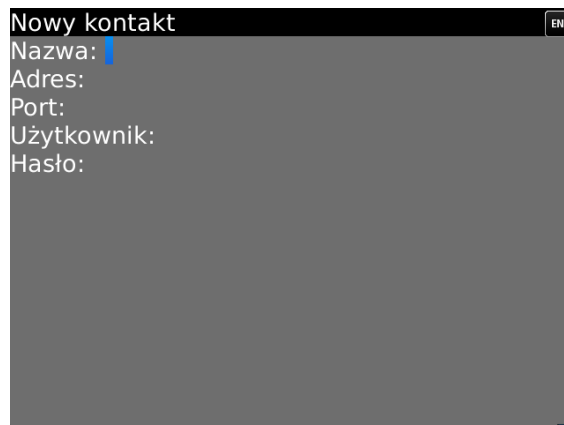 Nowy kontakt EN
Nazwa:
Adres:
Port:
Użytkownik:
Hasło: